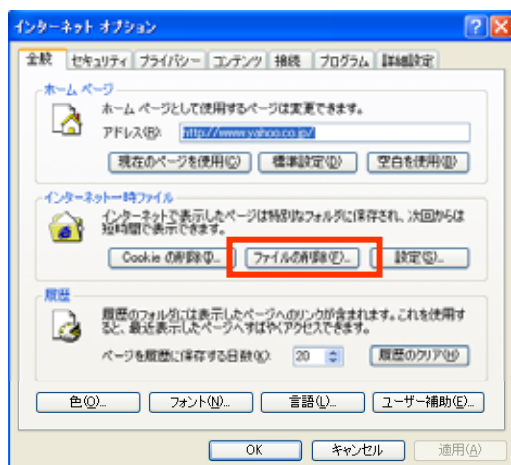 インターネット オプション
全般 セキュリティ プライバシー コンテンツ 接続 プログラム 詳細設定
ホーム ページ
ホーム ページとして使用するページは変更できます。
アドレス(R): http://www.yahoo.co.jp/
現在のページを使用(C) 標準設定(D) 空白を使用(B)
インターネット一時ファイル
インターネットで表示したページは特別なフォルダに保存され、次回からは
短時間で表示できます。
Cookie の削除(I)... ファイルの削除(F)... 設定(S)...
履歴
履歴のフォルダには表示したページへのリンクが含まれます。これを使用す
ると、最近表示したページへすばやくアクセスできます。
ページを履歴に保存する日数(K): 20 履歴のクリア(H)
色(O)... フォント(N)... 言語(L)... ユーザー補助(E)...
OK キャンセル 適用(A)